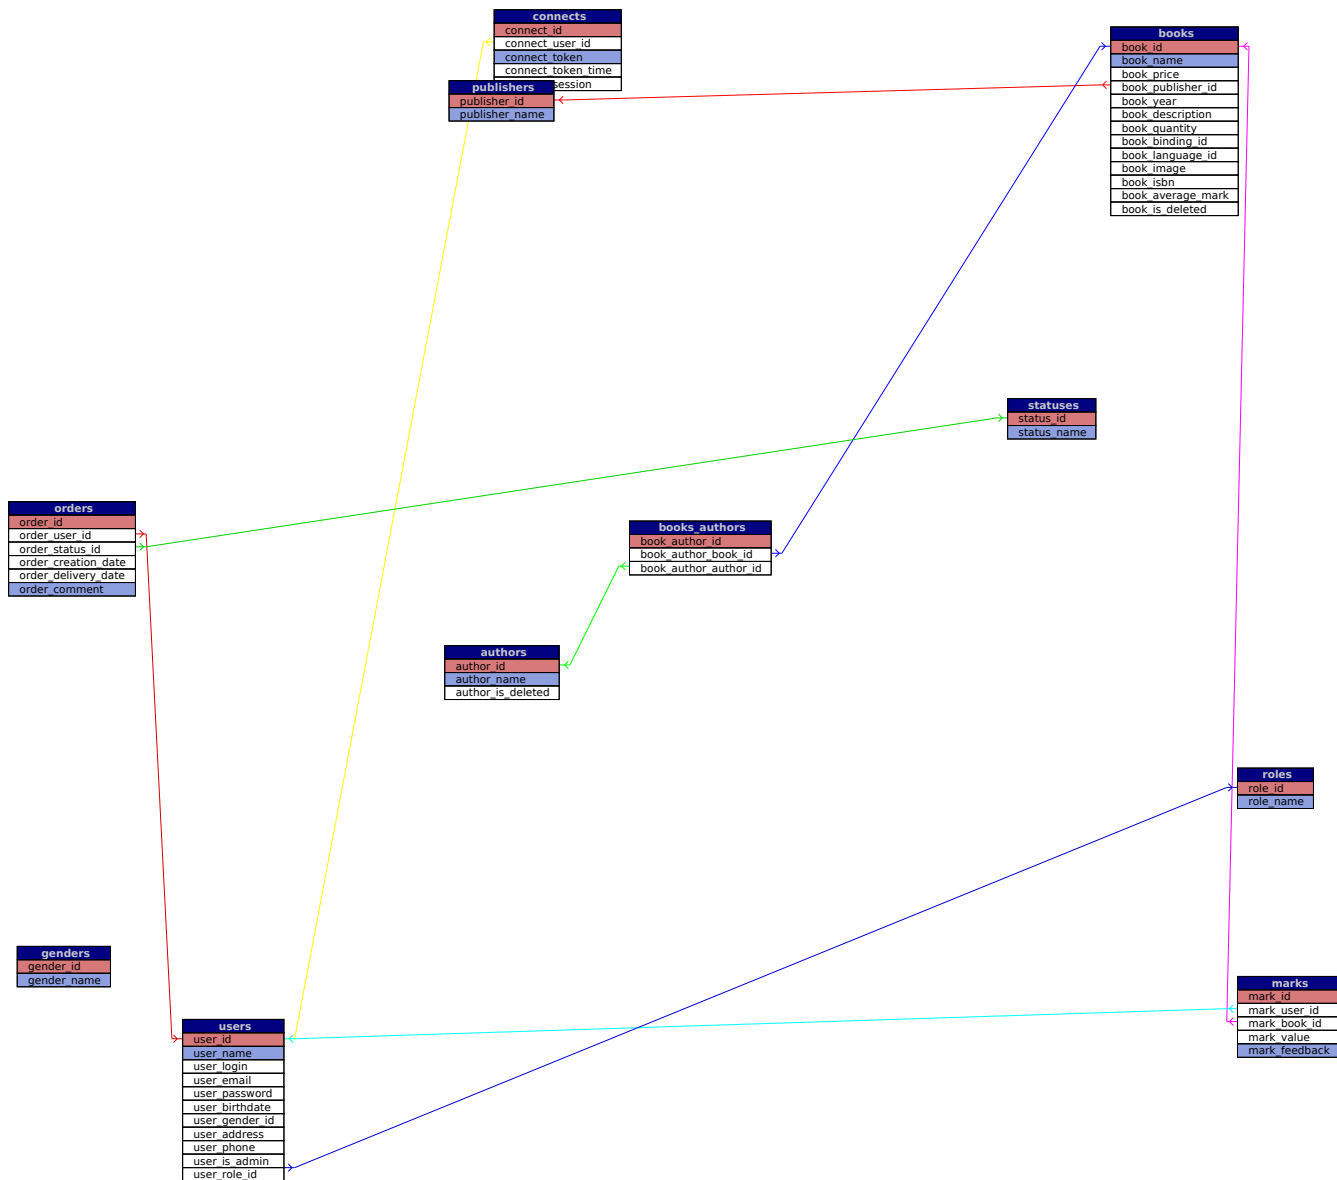 connects
connect_id
connect_user_id
connect_token
connect_token_time
session
publishers
publisher_id
publisher_name
books
book_id
book_name
book_price
book_publisher_id
book_year
book_description
book_quantity
book_binding_id
book_language_id
book_image
book_isbn
book_average_mark
book_is_deleted
statuses
status_id
status_name
orders
order_id
order_user_id
order_status_id
order_creation_date
order_delivery_date
order_comment
books_authors
book_author_id
book_author_book_id
book_author_author_id
authors
author_id
author_name
author_is_deleted
roles
role_id
role_name
genders
gender_id
gender_name
marks
mark_id
mark_user_id
mark_book_id
mark_value
mark_feedback
users
user_id
user_name
user_login
user_email
user_password
user_birthdate
user_gender_id
user_address
user_phone
user_is_admin
user_role_id